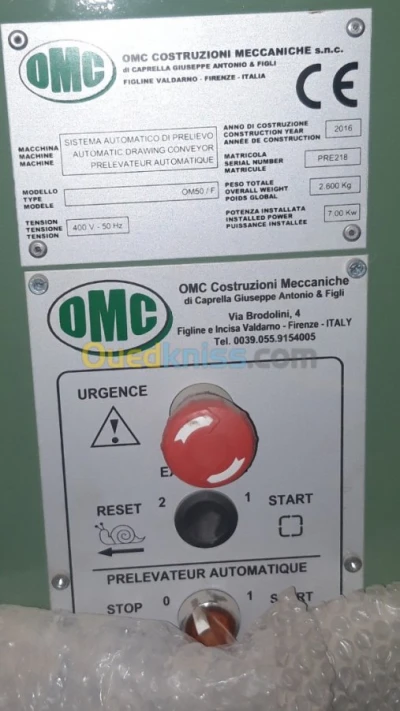 OMC
OMC COSTRUZIONI MECCANICHE s.n.c.
di CAPRELLA GIUSEPPE ANTONIO & FIGLI
FIGLINE VALDARNO - FIRENZE - ITALIA
CE
MACCHINA
MACHINE
MACHINE
SISTEMA AUTOMATICO DI PRELIEVO
AUTOMATIC DRAWING CONVEYOR
PRELEVATEUR AUTOMATIQUE
MODELLO
TYPE
MODÈLE
OM50 / F
TENSION
TENSIONE
TENSION
400 V - 50 Hz
ANNO DI COSTRUZIONE
CONSTRUCTION YEAR
ANNÉE DE CONSTRUCTION
2016
MATRICOLA
SERIAL NUMBER
MATRICULE
PRE218
PESO TOTALE
OVERALL WEIGHT
POIDS GLOBAL
2.600 Kg
POTENZA INSTALLATA
INSTALLED POWER
PUISSANCE INSTALLÉE
7.00 Kw
OMC
OMC Costruzioni Meccaniche
di Caprella Giuseppe Antonio & Figli
Via Brodolini, 4
Figline e Incisa Valdarno - Firenze - ITALY
Tel. 0039.055.9154005
Ouedkniss.com
URGENCE
RESET 2 1 START
PRELEVATEUR AUTOMATIQUE
STOP 0 1